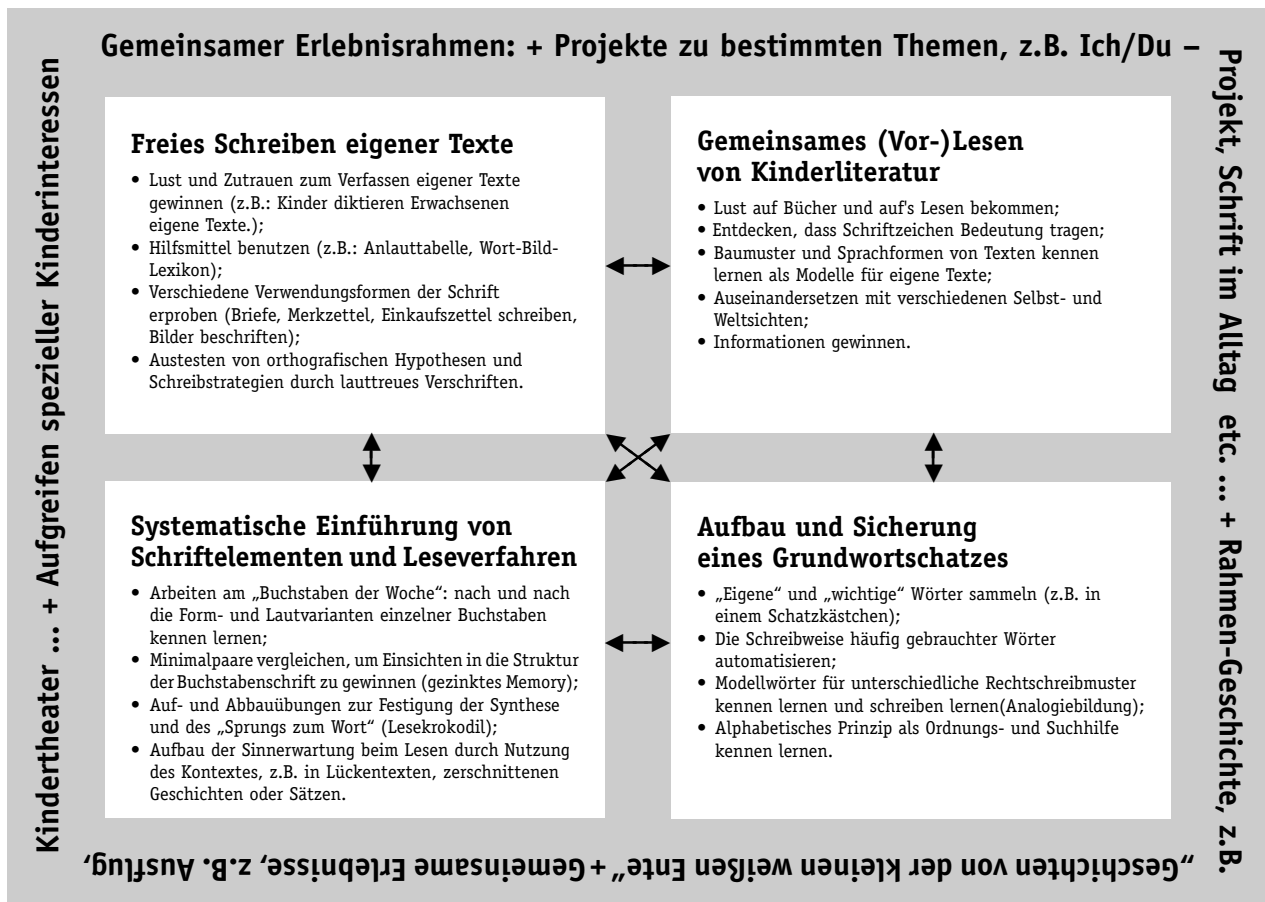 Gemeinsamer Erlebnisrahmen: + Projekte zu bestimmten Themen, z.B. Ich/Du –
Projekt, Schrift im Alltag etc. ... + Rahmen-Geschichte, z.B.
„Geschichten von der kleinen weißen Ente“ + Gemeinsame Erlebnisse, z.B. Ausflug,
Kindertheater ... + Aufgreifen spezieller Kinderinteressen
Freies Schreiben eigener Texte
• Lust und Zutrauen zum Verfassen eigener Texte
gewinnen (z.B.: Kinder diktieren Erwachsenen
eigene Texte.);
• Hilfsmittel benutzen (z.B.: Anlauttabelle, Wort-Bild-
Lexikon);
• Verschiedene Verwendungsformen der Schrift
erproben (Briefe, Merkzettel, Einkaufszettel schreiben,
Bilder beschriften);
• Austesten von orthografischen Hypothesen und
Schreibstrategien durch lauttreues Verschriften.
Gemeinsames (Vor-)Lesen
von Kinderliteratur
• Lust auf Bücher und auf's Lesen bekommen;
• Entdecken, dass Schriftzeichen Bedeutung tragen;
• Baumuster und Sprachformen von Texten kennen
lernen als Modelle für eigene Texte;
• Auseinandersetzen mit verschiedenen Selbst- und
Weltsichten;
• Informationen gewinnen.
Systematische Einführung von
Schriftelementen und Leseverfahren
• Arbeiten am „Buchstaben der Woche“: nach und nach
die Form- und Lautvarianten einzelner Buchstaben
kennen lernen;
• Minimalpaare vergleichen, um Einsichten in die Struktur
der Buchstabenschrift zu gewinnen (gezinktes Memory);
• Auf- und Abbauübungen zur Festigung der Synthese
und des „Sprungs zum Wort“ (Lesekrokodil);
• Aufbau der Sinnerwartung beim Lesen durch Nutzung
des Kontextes, z.B. in Lückentexten, zerschnittenen
Geschichten oder Sätzen.
Aufbau und Sicherung
eines Grundwortschatzes
• „Eigene“ und „wichtige“ Wörter sammeln (z.B. in
einem Schatzkästchen);
• Die Schreibweise häufig gebrauchter Wörter
automatisieren;
• Modellwörter für unterschiedliche Rechtschreibmuster
kennen lernen und schreiben lernen(Analogiebildung);
• Alphabetisches Prinzip als Ordnungs- und Suchhilfe
kennen lernen.